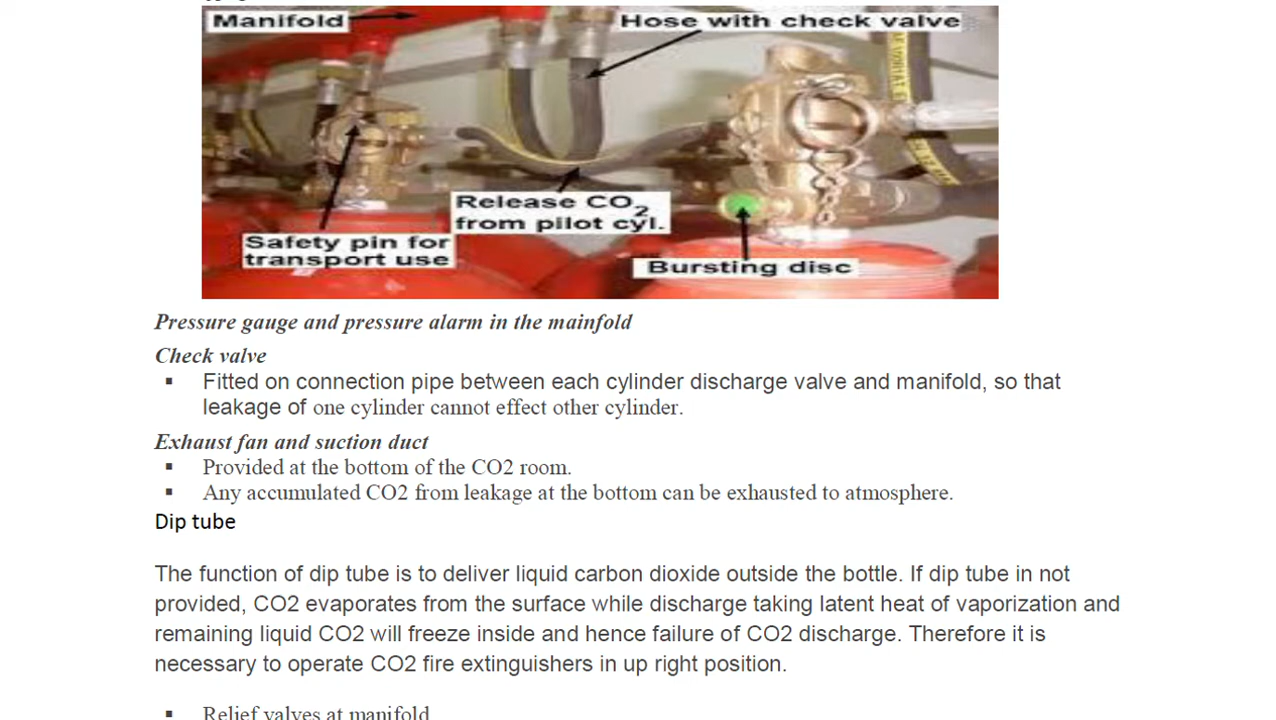 Manifold
Hose with check valve
Release CO2
from pilot cyl.
Safety pin for
transport use
Bursting disc
Pressure gauge and pressure alarm in the mainfold
Check valve
▪ Fitted on connection pipe between each cylinder discharge valve and manifold, so that
leakage of one cylinder cannot effect other cylinder.
Exhaust fan and suction duct
▪ Provided at the bottom of the CO2 room.
▪ Any accumulated CO2 from leakage at the bottom can be exhausted to atmosphere.
Dip tube
The function of dip tube is to deliver liquid carbon dioxide outside the bottle. If dip tube in not
provided, CO2 evaporates from the surface while discharge taking latent heat of vaporization and
remaining liquid CO2 will freeze inside and hence failure of CO2 discharge. Therefore it is
necessary to operate CO2 fire extinguishers in up right position.
▪ Relief valves at manifold